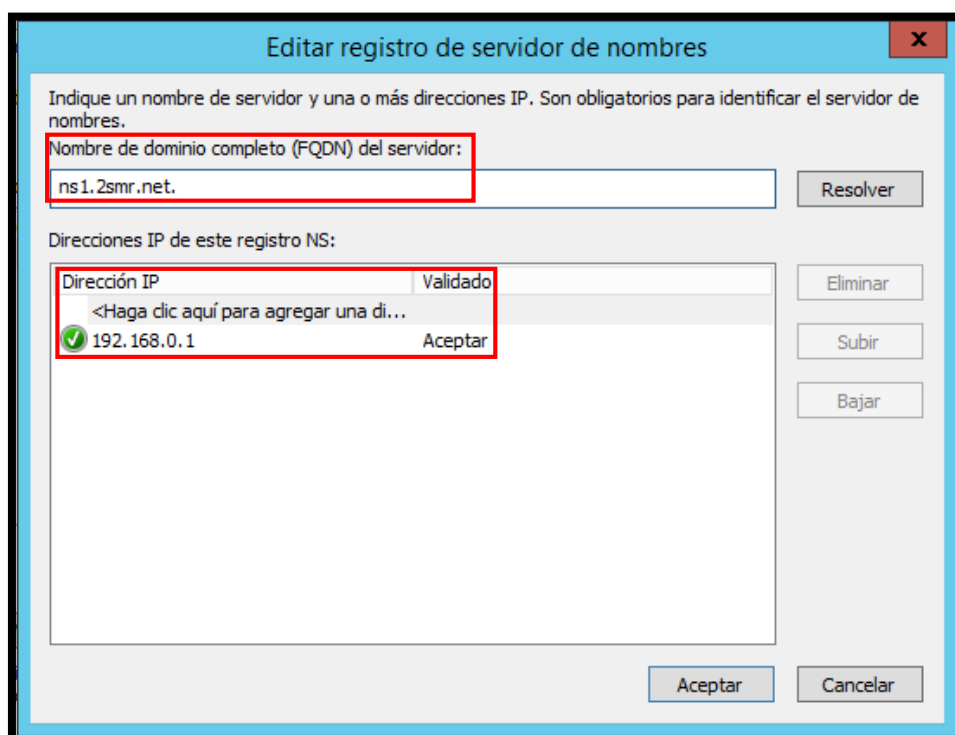 Editar registro de servidor de nombres
x
Indique un nombre de servidor y una o más direcciones IP. Son obligatorios para identificar el servidor de
nombres.
Nombre de dominio completo (FQDN) del servidor:
ns1.2smr.net.
Resolver
Direcciones IP de este registro NS:
Dirección IP Validado
<Haga clic aquí para agregar una di...
192.168.0.1 Aceptar
Eliminar
Subir
Bajar
Aceptar Cancelar